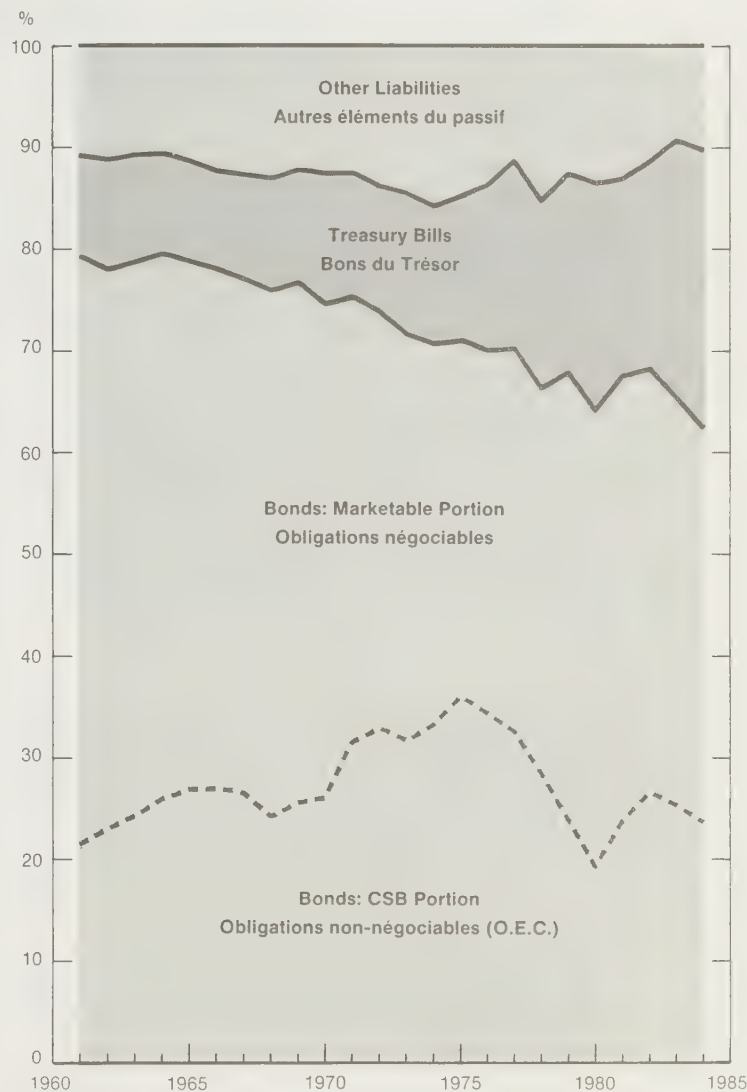 %
100
Other Liabilities
Autres éléments du passif
90
Treasury Bills
Bons du Trésor
80
70
60
Bonds: Marketable Portion
Obligations négociables
50
40
30
20
Bonds: CSB Portion
Obligations non-négociables (O.E.C.)
10
0
1960 1965 1970 1975 1980 1985